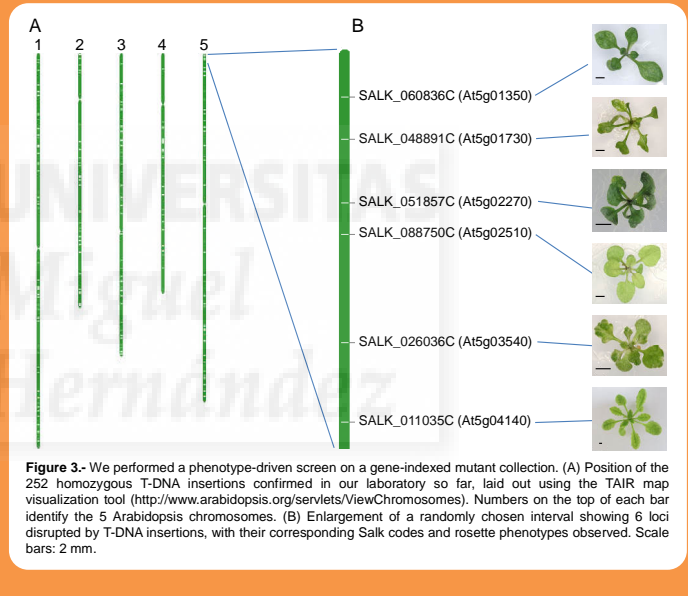 A
B
1 2 3 4 5
SALK_060836C (At5g01350)
SALK_048891C (At5g01730)
SALK_051857C (At5g02270)
SALK_088750C (At5g02510)
SALK_026036C (At5g03540)
SALK_011035C (At5g04140)
UNIVERSITAS
Miguel
Hernández
Figure 3.- We performed a phenotype-driven screen on a gene-indexed mutant collection. (A) Position of the
252 homozygous T-DNA insertions confirmed in our laboratory so far, laid out using the TAIR map
visualization tool (http://www.arabidopsis.org/servlets/ViewChromosomes). Numbers on the top of each bar
identify the 5 Arabidopsis chromosomes. (B) Enlargement of a randomly chosen interval showing 6 loci
disrupted by T-DNA insertions, with their corresponding Salk codes and rosette phenotypes observed. Scale
bars: 2 mm.